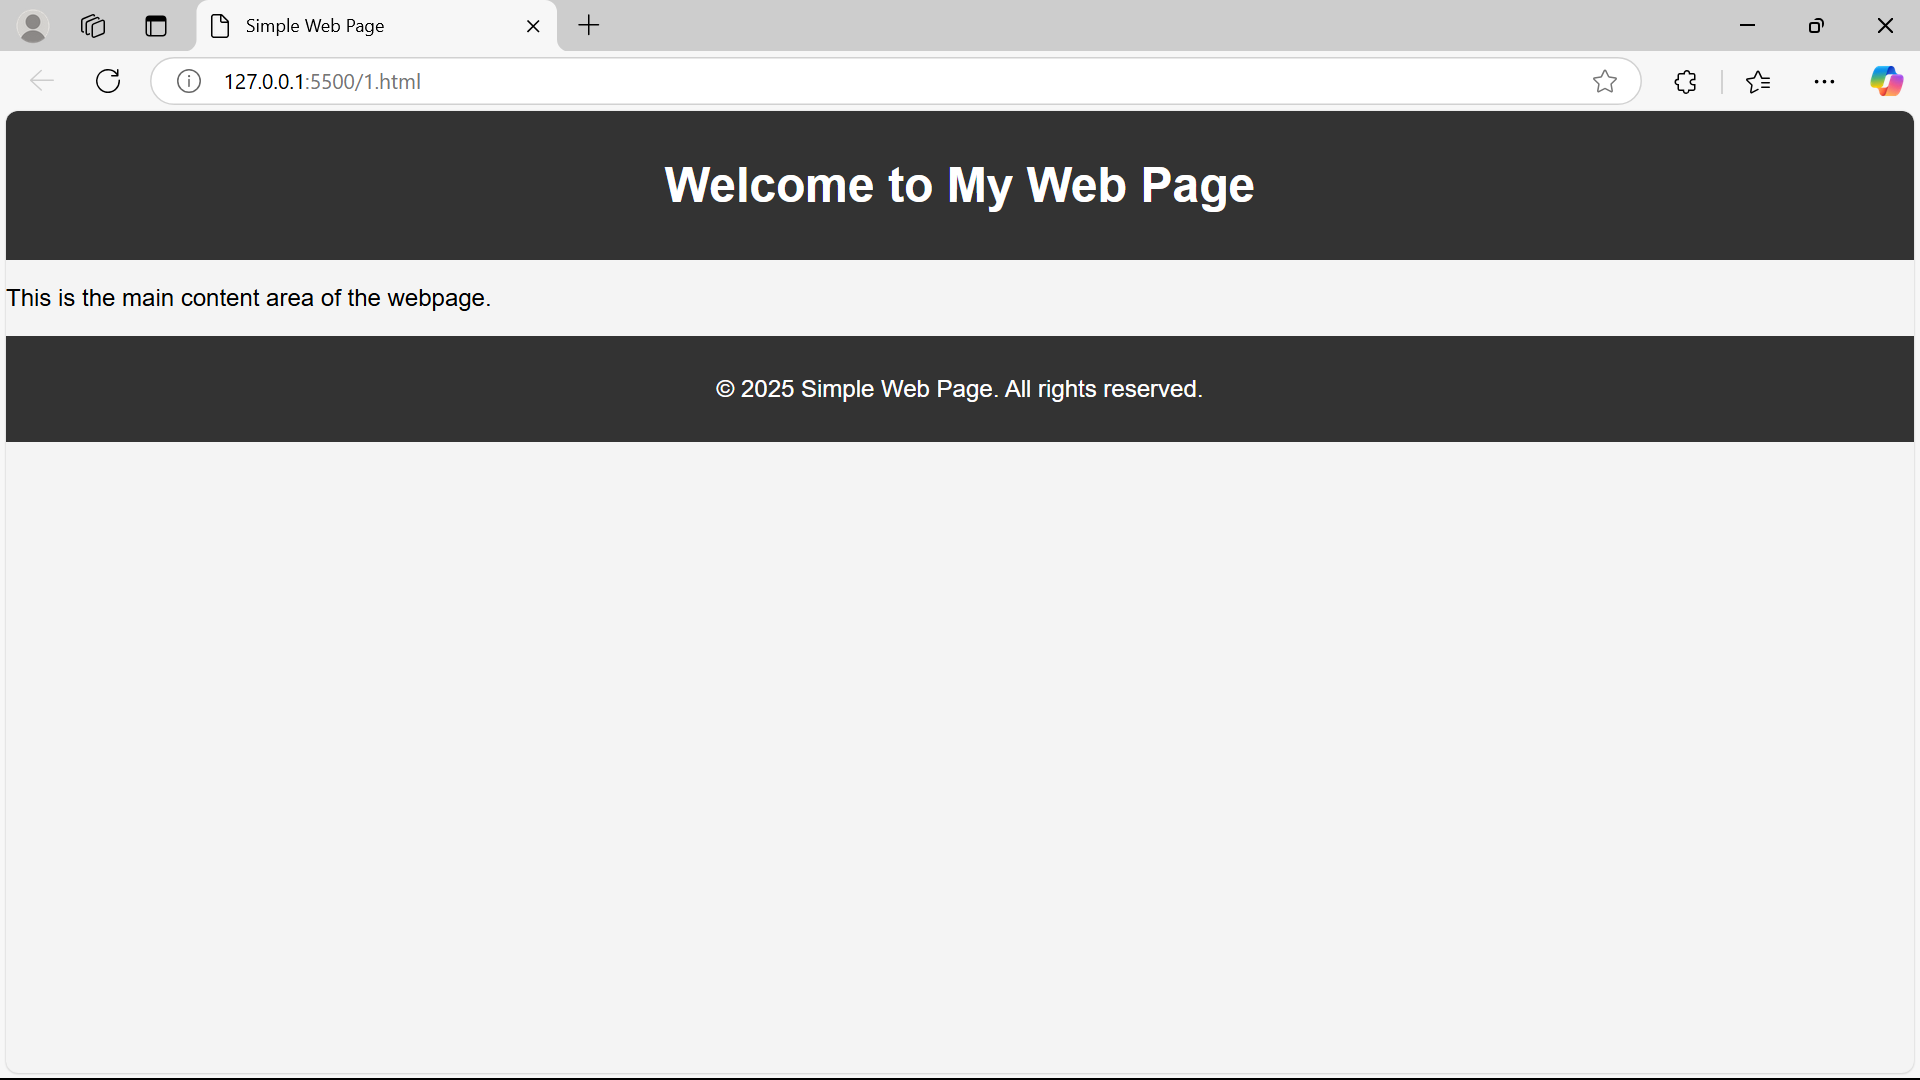 Simple Web Page
127.0.0.1:5500/1.html
Welcome to My Web Page
This is the main content area of the webpage.
© 2025 Simple Web Page. All rights reserved.